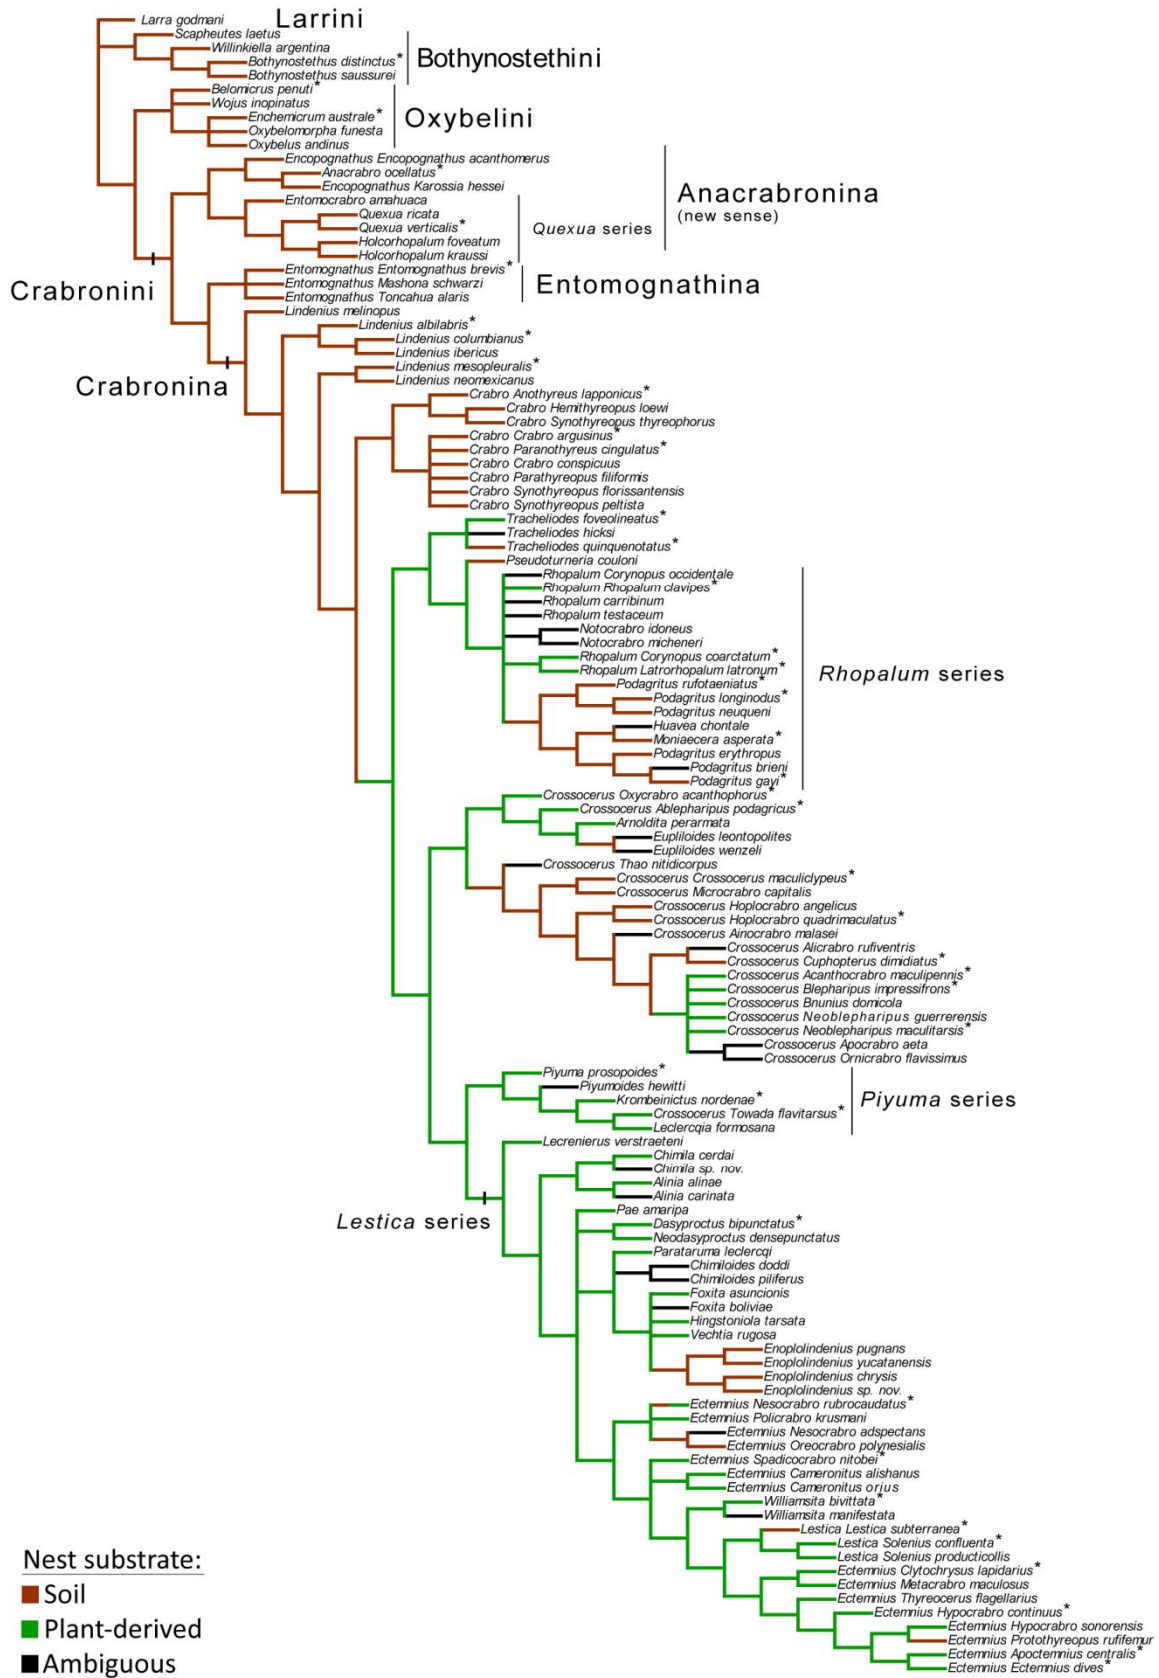 Larra godmani
Larrini
Scapheutes laetus
Willinkiella argentina
Bothynostethus distinctus*
Bothynostethus saussurei
Bothynostethini
Belomicrus penuti*
Wojus inopinatus
Enchemicrum australe*
Oxybelomorpha funesta
Oxybelus andinus
Oxybelini
Encopognathus Encopognathus acanthomerus
Anacrabro ocellatus*
Encopognathus Karossia hessei
Entomocrabro amahuaca
Quexua ricata
Quexua verticalis*
Holcorhopalum foveatum
Holcorhopalum kraussi
Quexua series
Anacrabronina
(new sense)
Crabronini
Entomognathus Entomognathus brevis*
Entomognathus Mashona schwarzi
Entomognathus Toncahua alaris
Entomognathina
Crabronina
Lindenius melinopus
Lindenius albilabris*
Lindenius columbianus*
Lindenius ibericus
Lindenius mesopleuralis*
Lindenius neomexicanus
Crabro Anothyreus lapponicus*
Crabro Hemithyreopus loewi
Crabro Synothyreopus thyreophorus
Crabro Crabro argusinus*
Crabro Paranothyreus cingulatus*
Crabro Crabro conspicuus
Crabro Parathyreopus filiformis
Crabro Synothyreopus florissantensis
Crabro Synothyreopus peltista
Tracheliodes foveolineatus*
Tracheliodes hicksi
Tracheliodes quinquenotatus*
Pseudoturneria couloni
Rhopalum Corynopus occidentale
Rhopalum Rhopalum clavipes*
Rhopalum carribinum
Rhopalum testaceum
Notocrabro idoneus
Notocrabro micheneri
Rhopalum Corynopus coarctatum*
Rhopalum Latrorhopalum latronum*
Podagritus rufotaeniatus*
Podagritus longinodus*
Podagritus neuqueni
Huavea chontale
Moniaecera asperata*
Podagritus erythropus
Podagritus brieni
Podagritus gayi*
Rhopalum series
Crossocerus Oxycrabro acanthophorus*
Crossocerus Ablepharipus podagricus*
Arnoldita perarmata
Eupliloides leontopolites
Eupliloides wenzeli
Crossocerus Thao nitidicorpus
Crossocerus Crossocerus maculiclypeus*
Crossocerus Microcrabro capitalis
Crossocerus Hoplocrabro angelicus
Crossocerus Hoplocrabro quadrimaculatus*
Crossocerus Ainocrabro malasei
Crossocerus Alicrabro rufiventris
Crossocerus Cuphopterus dimidiatus*
Crossocerus Acanthocrabro maculipennis*
Crossocerus Blepharipus impressifrons*
Crossocerus Bnunius domicola
Crossocerus Neoblepharipus guerrerensis
Crossocerus Neoblepharipus maculitarsis*
Crossocerus Apocrabro aeta
Crossocerus Ornicrabro flavissimus
Piyuma prosopoides*
Piyumoides hewitti
Krombeinictus nordenae*
Crossocerus Towada flavitarsus*
Leclercqia formosana
Piyuma series
Lestica series
Lecrenierus verstraeteni
Chimila cerdai
Chimila sp. nov.
Alinia alinae
Alinia carinata
Pae amaripa
Dasyproctus bipunctatus*
Neodasyproctus densepunctatus
Parataruma leclercqi
Chimiloides doddi
Chimiloides piliferus
Foxita asuncionis
Foxita boliviae
Hingstoniola tarsata
Vechtia rugosa
Enoplolindenius pugnans
Enoplolindenius yucatanensis
Enoplolindenius chrysis
Enoplolindenius sp. nov.
Ectemnius Nesocrabro rubrocaudatus*
Ectemnius Policrabro krusmani
Ectemnius Nesocrabro adspectans
Ectemnius Oreocrabro polynesialis
Ectemnius Spadicocrabro nitobei*
Ectemnius Cameronitus alishanus
Ectemnius Cameronitus orjus
Williamsita bivittata*
Williamsita manifestata
Lestica Lestica subterranea*
Lestica Solenius confluenta*
Lestica Solenius producticollis
Ectemnius Clytochrysus lapidarius*
Ectemnius Metacrabro maculosus
Ectemnius Thyreocerus flagellarius
Ectemnius Hypocrabro continuus*
Ectemnius Hypocrabro sonorensis
Ectemnius Protothyreopus rufifemur
Ectemnius Apoctemnius centralis*
Ectemnius Ectemnius dives*
Nest substrate:
Soil
Plant-derived
Ambiguous